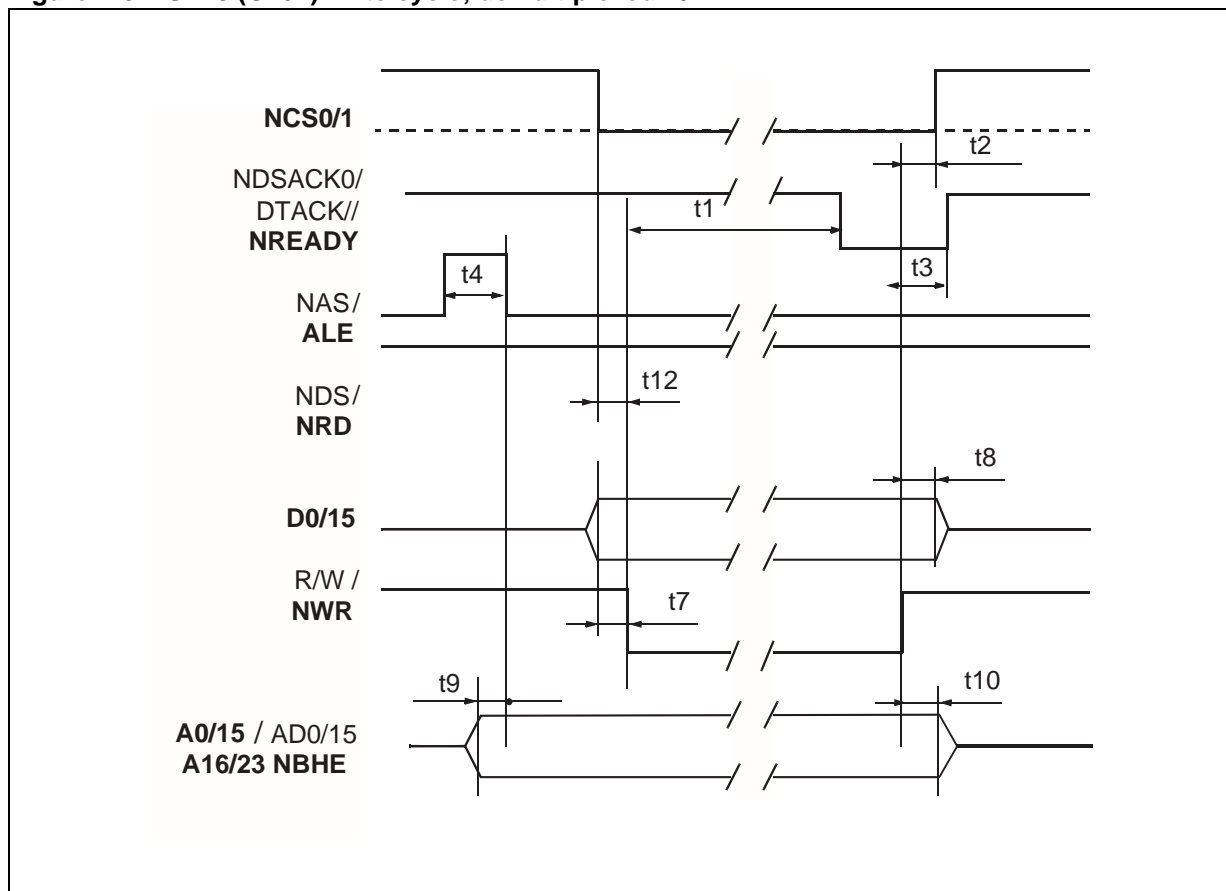 NCS0/1
t2
NDSACK0/
DTACK//
NREADY
t1
t3
t4
NAS/
ALE
t12
NDS/
NRD
t8
D0/15
R/W /
NWR
t7
t9
t10
A0/15 / AD0/15
A16/23 NBHE